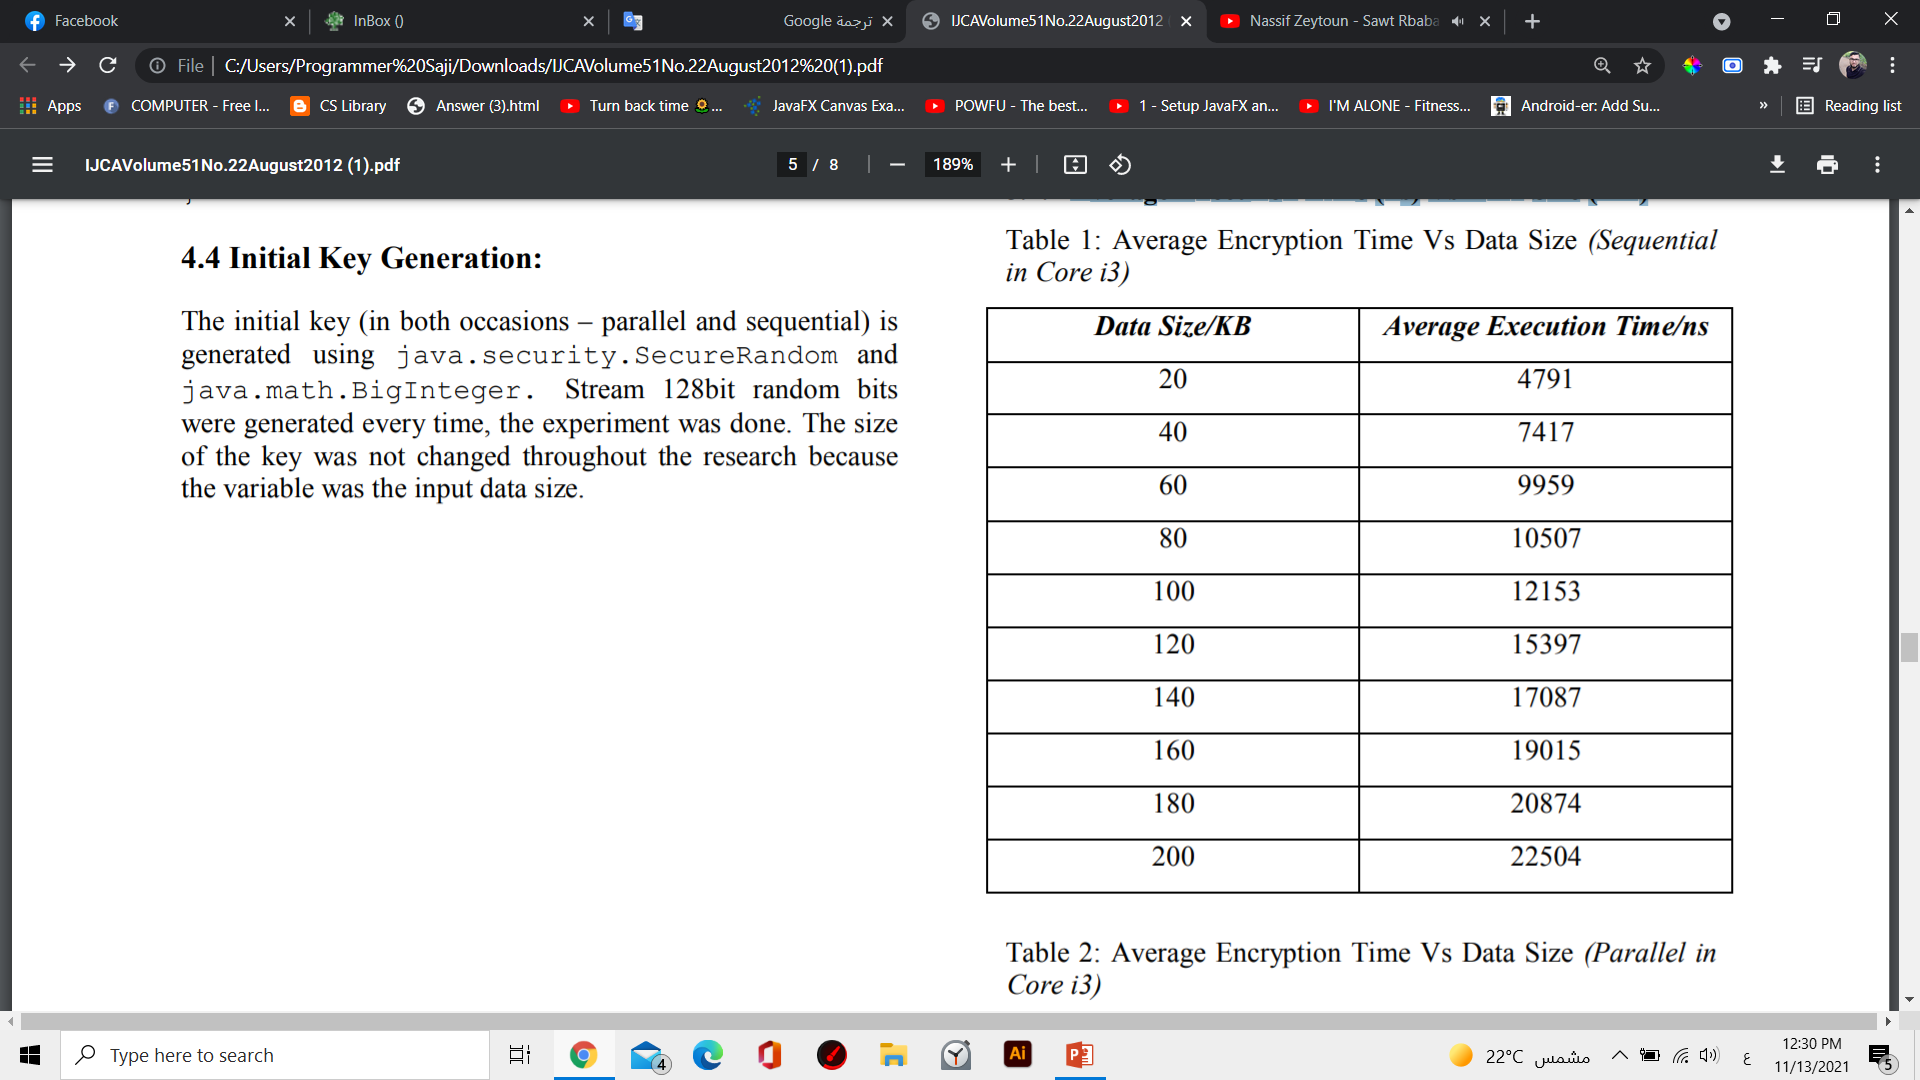 Facebook
InBox ()
ترجمة Google
IJCAVolume51No.22August2012
Nassif Zeytoun - Sawt Rbaba
File
C:/Users/Programmer%20Saji/Downloads/IJCAVolume51No.22August2012%20(1).pdf
Apps
COMPUTER - Free I...
CS Library
Answer (3).html
Turn back time 🌻...
JavaFX Canvas Exa...
POWFU - The best...
1 - Setup JavaFX an...
I'M ALONE - Fitness...
Android-er: Add Su...
»
Reading list
IJCAVolume51No.22August2012 (1).pdf
5 / 8
189%
4.4 Initial Key Generation:
The initial key (in both occasions – parallel and sequential) is
generated using java.security.SecureRandom and
java.math.BigInteger. Stream 128bit random bits
were generated every time, the experiment was done. The size
of the key was not changed throughout the research because
the variable was the input data size.
Table 1: Average Encryption Time Vs Data Size (Sequential
in Core i3)
Data Size/KB Average Execution Time/ns
20 4791
40 7417
60 9959
80 10507
100 12153
120 15397
140 17087
160 19015
180 20874
200 22504
Table 2: Average Encryption Time Vs Data Size (Parallel in
Core i3)
Type here to search
4
Ai
22°C مشمس
ع
12:30 PM
11/13/2021
5